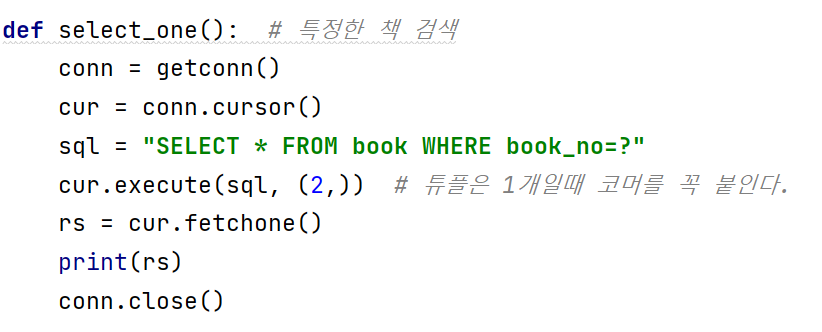 def select_one():  # 특정한 책 검색
    conn = getconn()
    cur = conn.cursor()
    sql = "SELECT * FROM book WHERE book_no=?"
    cur.execute(sql, (2,))  # 튜플은 1개일때 코머를 꼭 붙인다.
    rs = cur.fetchone()
    print(rs)
    conn.close()